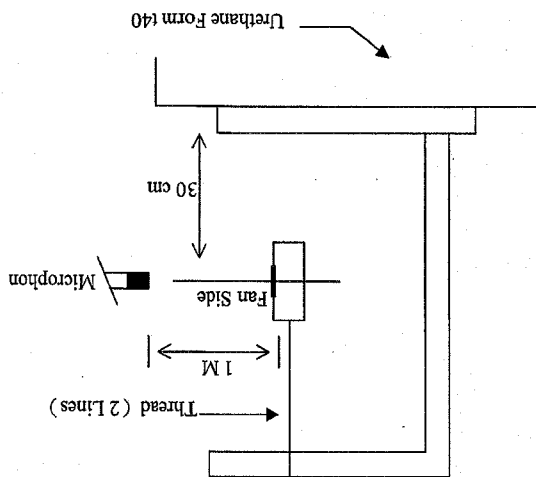 Thread (2 Lines)
1 M
Fan Side
Microphon
30 cm
Urethane Form t40